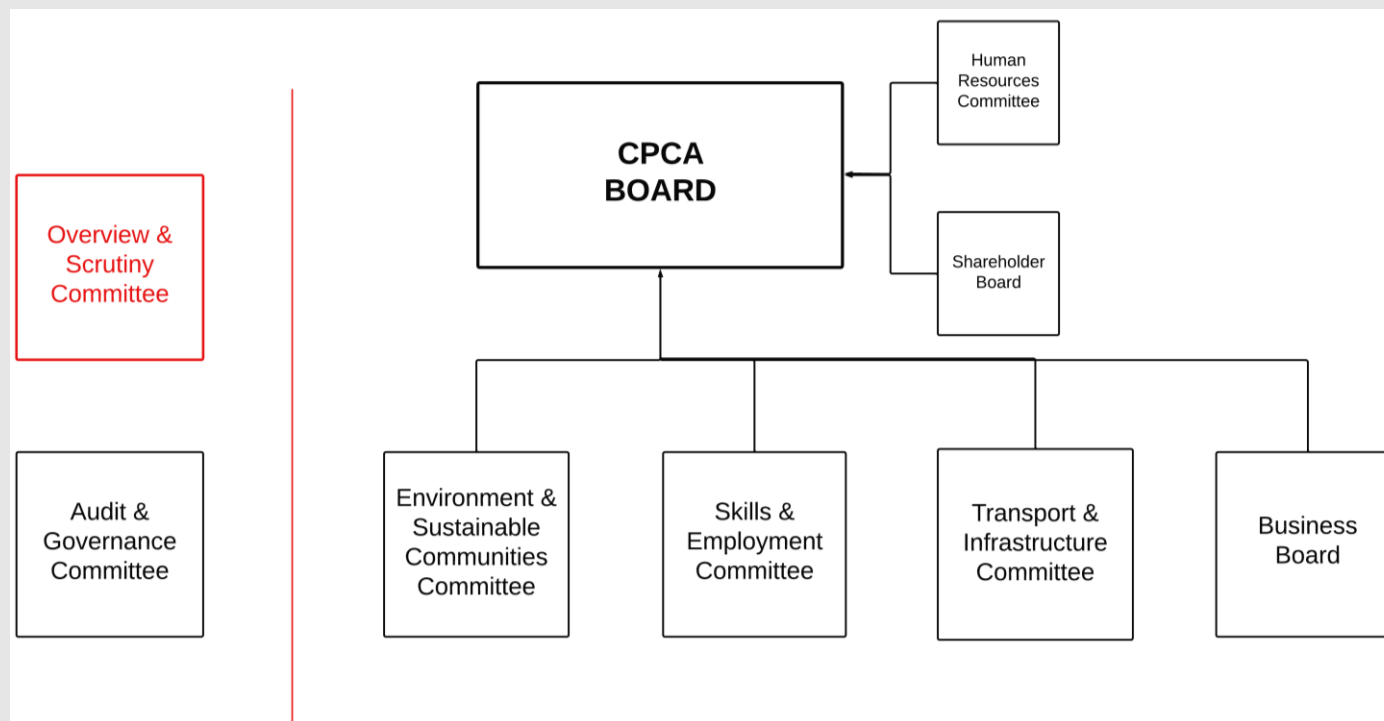 Human
Resources
Committee
CPCA
BOARD
Overview &
Scrutiny
Committee
Shareholder
Board
Audit &
Governance
Committee
Environment &
Sustainable
Communities
Committee
Skills &
Employment
Committee
Transport &
Infrastructure
Committee
Business
Board